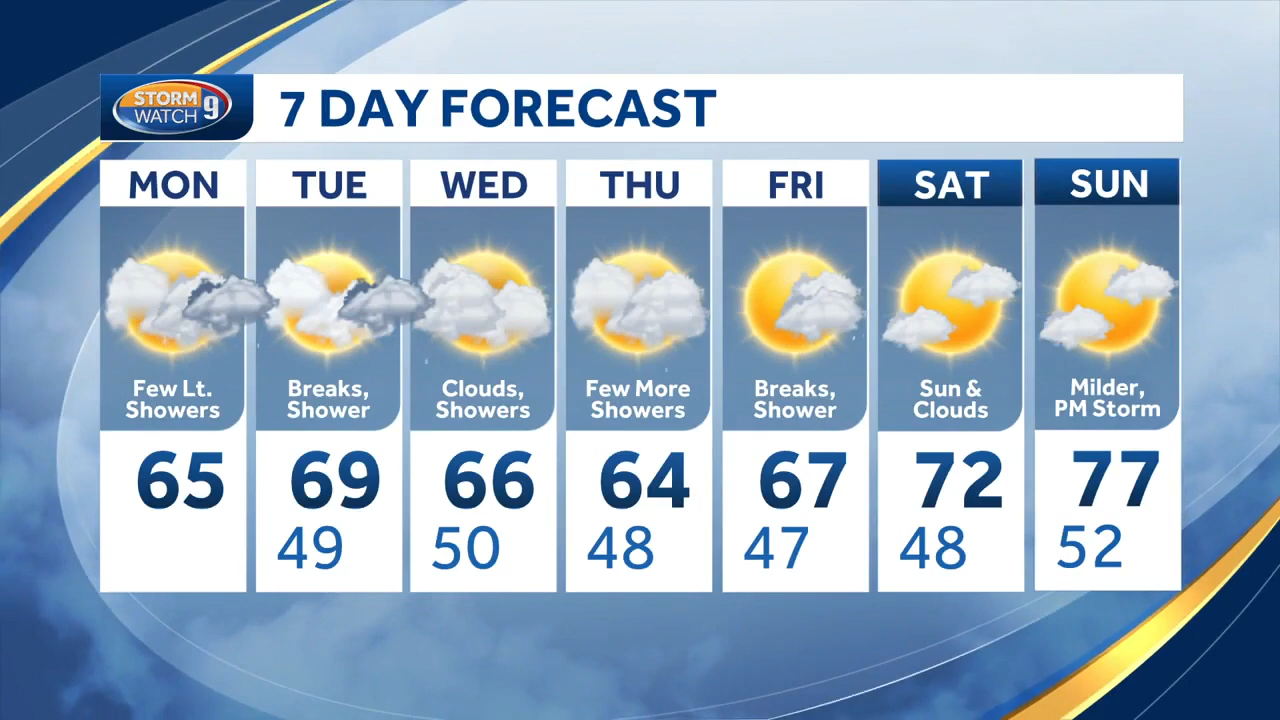 STORM
WATCH 9
7 DAY FORECAST
MON TUE WED THU FRI SAT SUN
Few Lt. Breaks, Clouds, Few More Breaks, Sun & Milder,
Showers Shower Showers Showers Shower Clouds PM Storm
65 69 66 64 67 72 77
49 50 48 47 48 52